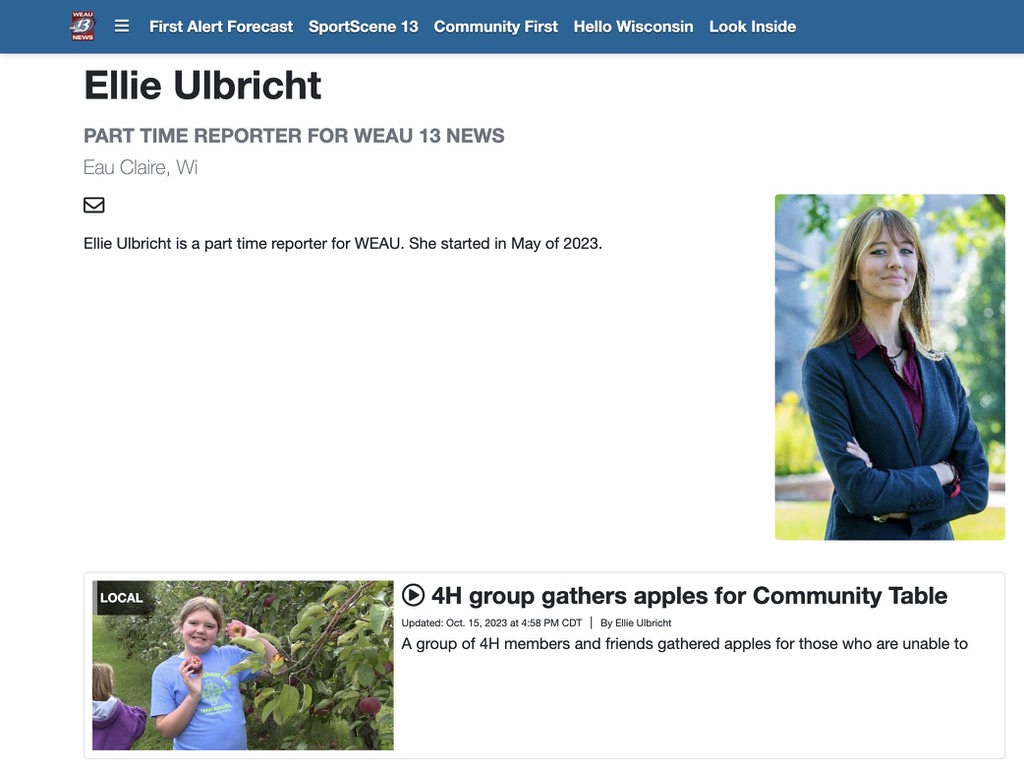 WEAU
13
NEWS
First Alert Forecast SportScene 13 Community First Hello Wisconsin Look Inside
Ellie Ulbricht
PART TIME REPORTER FOR WEAU 13 NEWS
Eau Claire, Wi
Ellie Ulbricht is a part time reporter for WEAU. She started in May of 2023.
LOCAL
4H group gathers apples for Community Table
Updated: Oct. 15, 2023 at 4:58 PM CDT | By Ellie Ulbricht
A group of 4H members and friends gathered apples for those who are unable to